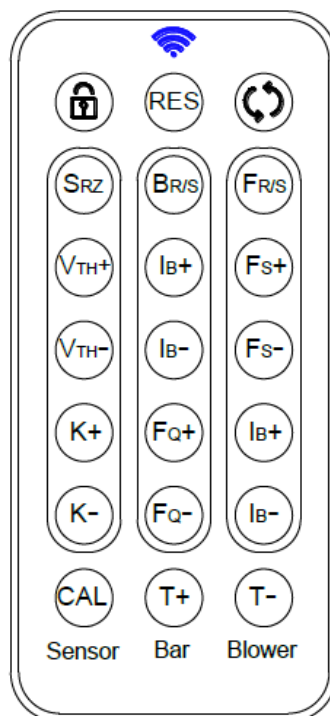 RES
SRZ BR/S FR/S
VTH+ IB+ FS+
VTH- IB- FS-
K+ FQ+ IB+
K- FQ- IB-
CAL T+ T-
Sensor Bar Blower